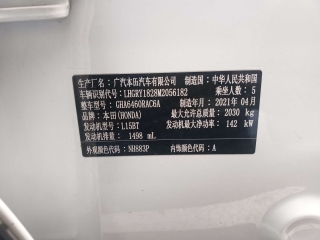 生产厂名：广汽本田汽车有限公司 制造国：中华人民共和国
车辆识别代号：LHGRY1828M2056182 乘坐人数：5
整车型号：GHA6460RAC6A 制造年月：2021年04月
品牌：本田(HONDA) 最大允许总质量：2030 kg
发动机型号：L15BT 发动机最大净功率：142 kW
发动机排量：1498 mL
外观颜色代码：NH883P 内饰颜色代码：A